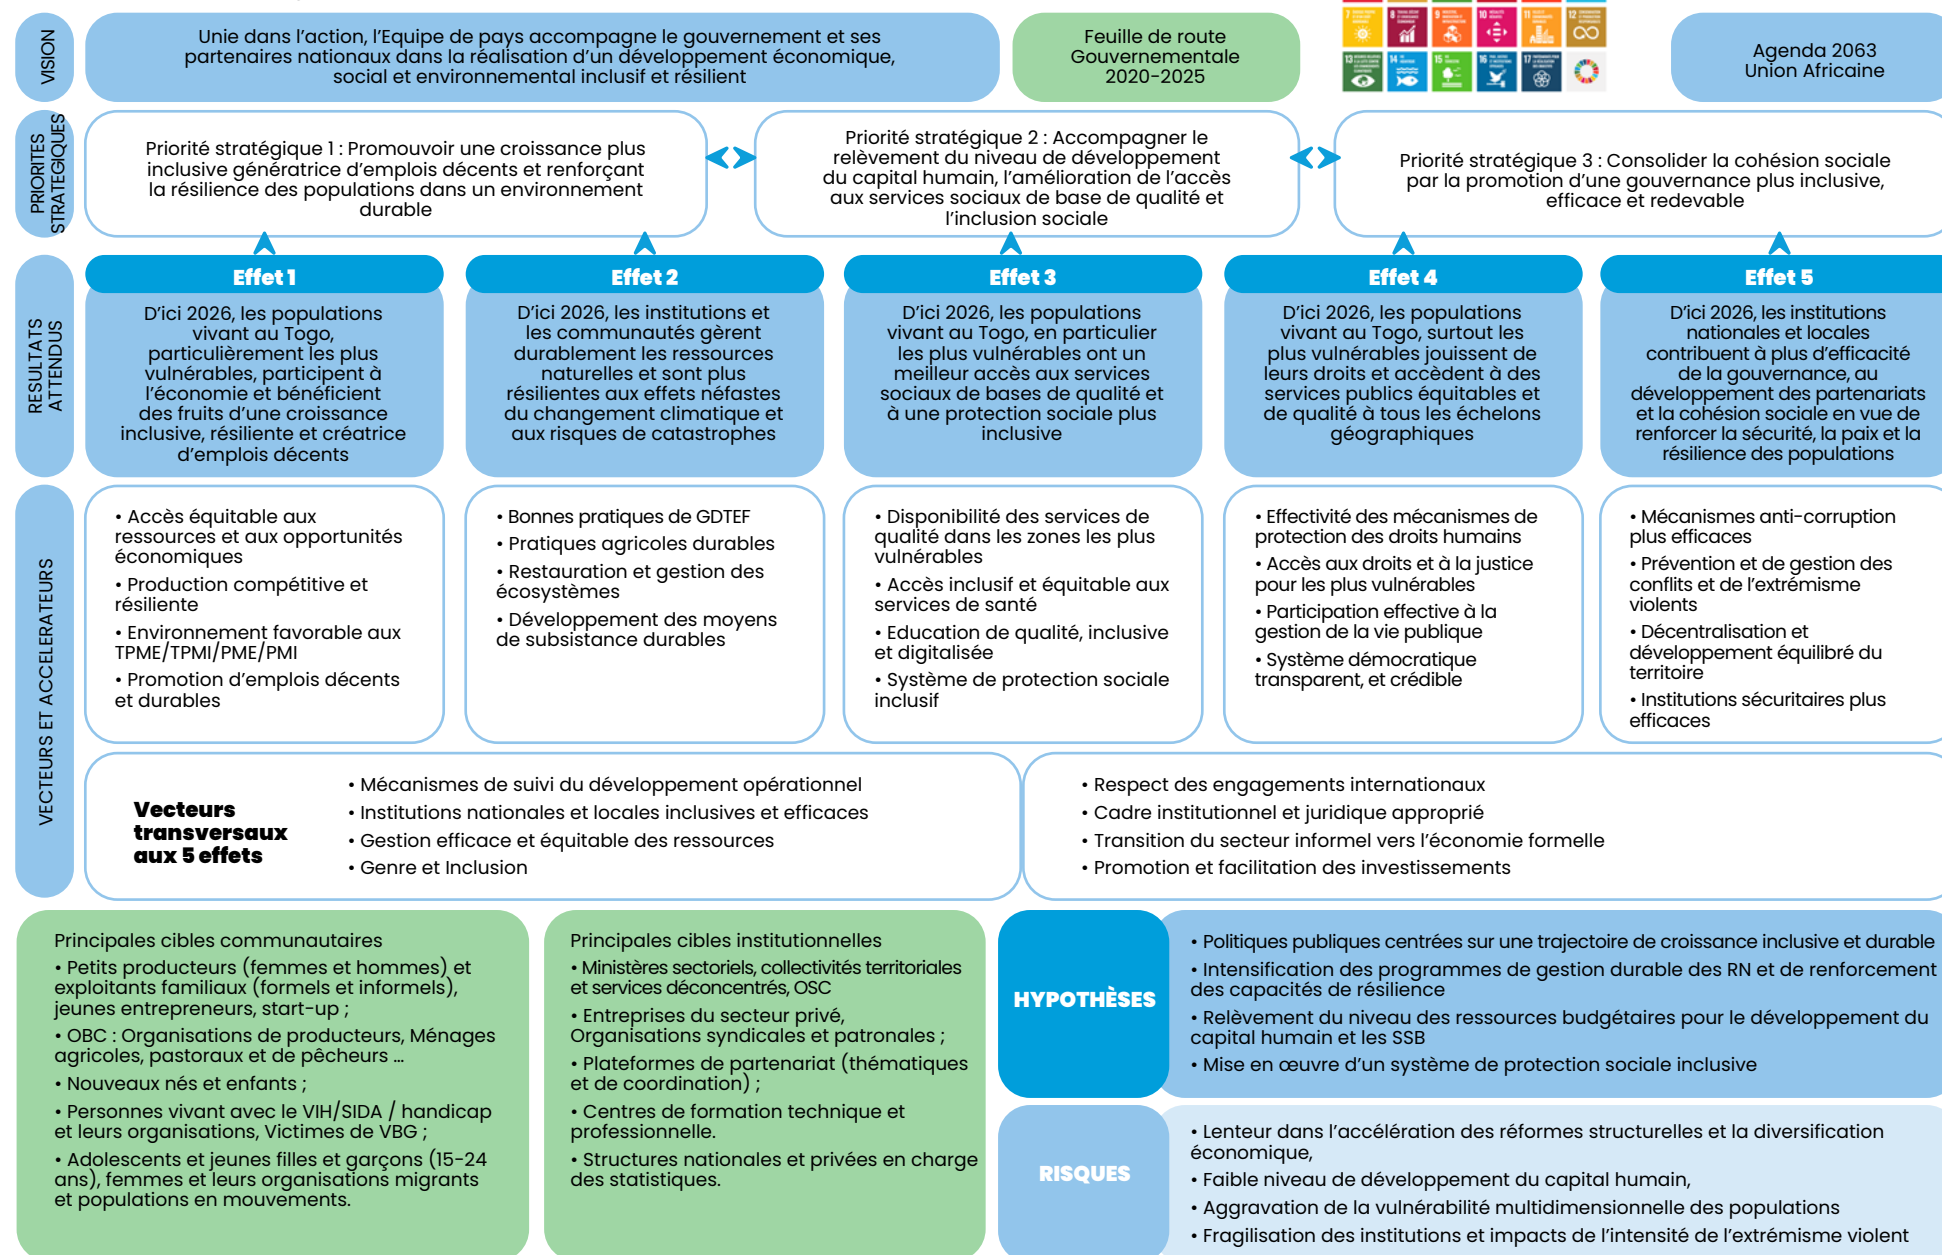 VISION
Unie dans l’action, l’Equipe de pays accompagne le gouvernement et ses
partenaires nationaux dans la réalisation d’un développement économique,
social et environnemental inclusif et résilient
Feuille de route
Gouvernementale
2020-2025
7
8
9
10
11
12
13
14
15
16
17
Agenda 2063
Union Africaine
PRIORITES
STRATEGIQUES
Priorité stratégique 1 : Promouvoir une croissance plus
inclusive génératrice d’emplois décents et renforçant
la résilience des populations dans un environnement
durable
Priorité stratégique 2 : Accompagner le
relèvement du niveau de développement
du capital humain, l’amélioration de l’accès
aux services sociaux de base de qualité et
l’inclusion sociale
Priorité stratégique 3 : Consolider la cohésion sociale
par la promotion d’une gouvernance plus inclusive,
efficace et redevable
RESULTATS
ATTENDUS
Effet 1
D’ici 2026, les populations
vivant au Togo,
particulièrement les plus
vulnérables, participent à
l’économie et bénéficient
des fruits d’une croissance
inclusive, résiliente et créatrice
d’emplois décents
Effet 2
D’ici 2026, les institutions et
les communautés gèrent
durablement les ressources
naturelles et sont plus
résilientes aux effets néfastes
du changement climatique et
aux risques de catastrophes
Effet 3
D’ici 2026, les populations
vivant au Togo, en particulier
les plus vulnérables ont un
meilleur accès aux services
sociaux de bases de qualité et
à une protection sociale plus
inclusive
Effet 4
D’ici 2026, les populations
vivant au Togo, surtout les
plus vulnérables jouissent de
leurs droits et accèdent à des
services publics équitables et
de qualité à tous les échelons
géographiques
Effet 5
D’ici 2026, les institutions
nationales et locales
contribuent à plus d’efficacité
de la gouvernance, au
développement des partenariats
et la cohésion sociale en vue de
renforcer la sécurité, la paix et la
résilience des populations
VECTEURS ET ACCELERATEURS
• Accès équitable aux
ressources et aux opportunités
économiques
• Production compétitive et
résiliente
• Environnement favorable aux
TPME/TPMI/PME/PMI
• Promotion d’emplois décents
et durables
• Bonnes pratiques de GDTEF
• Pratiques agricoles durables
• Restauration et gestion des
écosystèmes
• Développement des moyens
de subsistance durables
• Disponibilité des services de
qualité dans les zones les plus
vulnérables
• Accès inclusif et équitable aux
services de santé
• Education de qualité, inclusive
et digitalisée
• Système de protection sociale
inclusif
• Effectivité des mécanismes de
protection des droits humains
• Accès aux droits et à la justice
pour les plus vulnérables
• Participation effective à la
gestion de la vie publique
• Système démocratique
transparent, et crédible
• Mécanismes anti-corruption
plus efficaces
• Prévention et de gestion des
conflits et de l’extrémisme
violents
• Décentralisation et
développement équilibré du
territoire
• Institutions sécuritaires plus
efficaces
Vecteurs
transversaux
aux 5 effets
• Mécanismes de suivi du développement opérationnel
• Institutions nationales et locales inclusives et efficaces
• Gestion efficace et équitable des ressources
• Genre et Inclusion
• Respect des engagements internationaux
• Cadre institutionnel et juridique approprié
• Transition du secteur informel vers l’économie formelle
• Promotion et facilitation des investissements
Principales cibles communautaires
• Petits producteurs (femmes et hommes) et
exploitants familiaux (formels et informels),
jeunes entrepreneurs, start-up ;
• OBC : Organisations de producteurs, Ménages
agricoles, pastoraux et de pêcheurs ...
• Nouveaux nés et enfants ;
• Personnes vivant avec le VIH/SIDA / handicap
et leurs organisations, Victimes de VBG ;
• Adolescents et jeunes filles et garçons (15-24
ans), femmes et leurs organisations migrants
et populations en mouvements.
Principales cibles institutionnelles
• Ministères sectoriels, collectivités territoriales
et services déconcentrés, OSC
• Entreprises du secteur privé,
Organisations syndicales et patronales ;
• Plateformes de partenariat (thématiques
et de coordination) ;
• Centres de formation technique et
professionnelle.
• Structures nationales et privées en charge
des statistiques.
HYPOTHÈSES
• Politiques publiques centrées sur une trajectoire de croissance inclusive et durable
• Intensification des programmes de gestion durable des RN et de renforcement
des capacités de résilience
• Relèvement du niveau des ressources budgétaires pour le développement du
capital humain et les SSB
• Mise en œuvre d’un système de protection sociale inclusive
RISQUES
• Lenteur dans l’accélération des réformes structurelles et la diversification
économique,
• Faible niveau de développement du capital humain,
• Aggravation de la vulnérabilité multidimensionnelle des populations
• Fragilisation des institutions et impacts de l’intensité de l’extrémisme violent